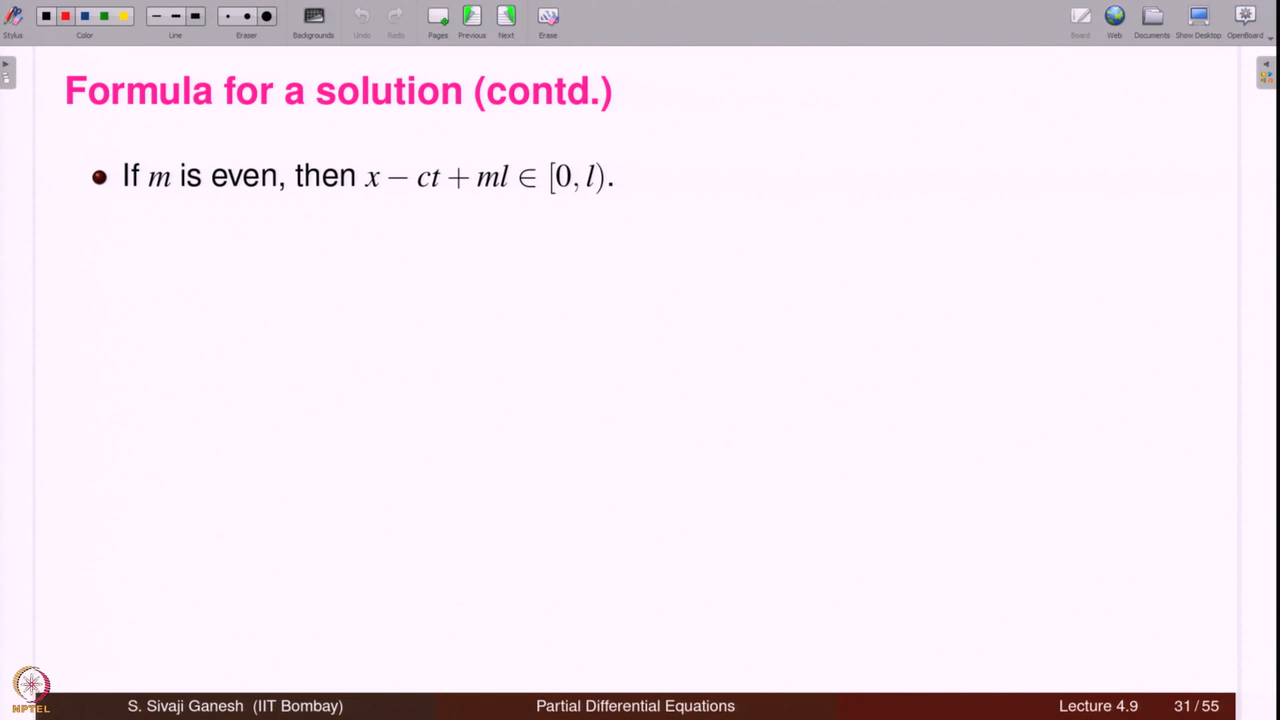 Stylus
Color
Line
Eraser
Backgrounds
Undo
Redo
Pages
Previous
Next
Erase
Board
Web
Documents
Show Desktop
OpenBoard
Formula for a solution (contd.)
If m is even, then x − ct + ml ∈ [0, l).
NPTEL
S. Sivaji Ganesh (IIT Bombay)
Partial Differential Equations
Lecture 4.9
31 / 55